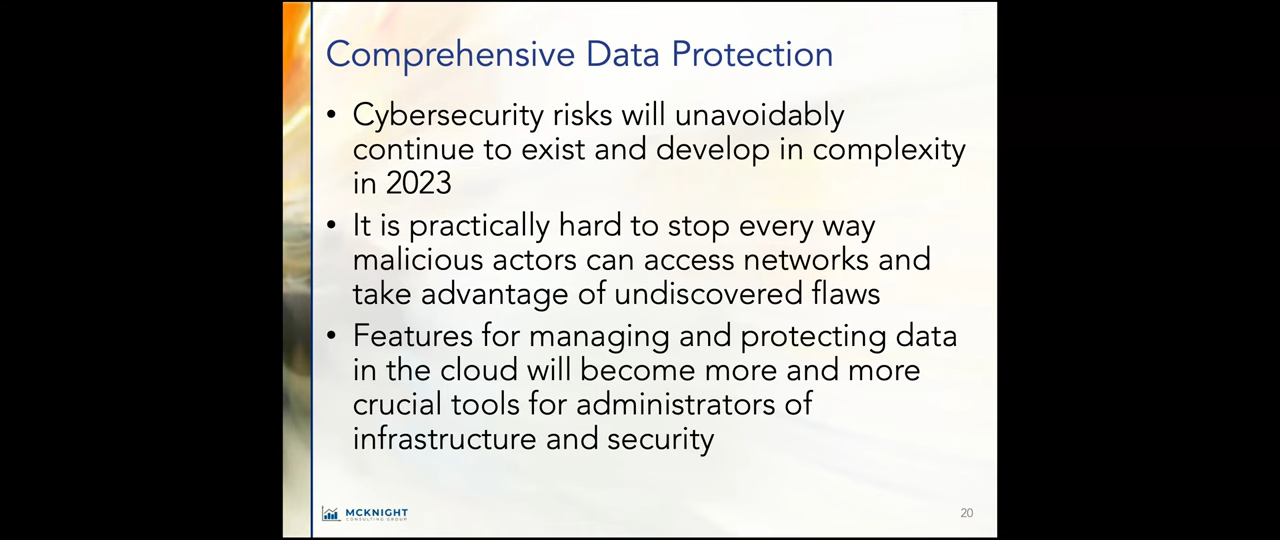 Comprehensive Data Protection
• Cybersecurity risks will unavoidably
continue to exist and develop in complexity
in 2023
• It is practically hard to stop every way
malicious actors can access networks and
take advantage of undiscovered flaws
• Features for managing and protecting data
in the cloud will become more and more
crucial tools for administrators of
infrastructure and security
MCKNIGHT
CONSULTING GROUP
20